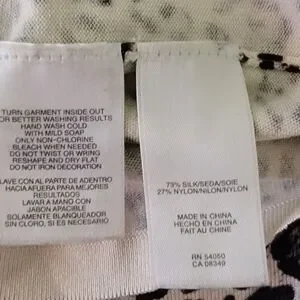 TURN GARMENT INSIDE OUT
OR BETTER WASHING RESULTS
HAND WASH COLD
WITH MILD SOAP
ONLY NON-CHLORINE
BLEACH WHEN NEEDED
DO NOT TWIST OR WRING
RESHAPE AND DRY FLAT
DO NOT IRON DECORATION
LAVE CON AL PARTE DE ADENTRO
HACIA AFUERA PARA MEJORES
RESULTADOS
LAVAR A MANO CON
JABON APACIBLE
SOLAMENTE BLANQUEADOR
SIN CLORO, SI ES NECESARIO
73% SILK/SEDA/SOIE
27% NYLON/NILON/NYLON
MADE IN CHINA
HECHO EN CHINA
FAIT AU CHINE
RN 54050
CA 08349